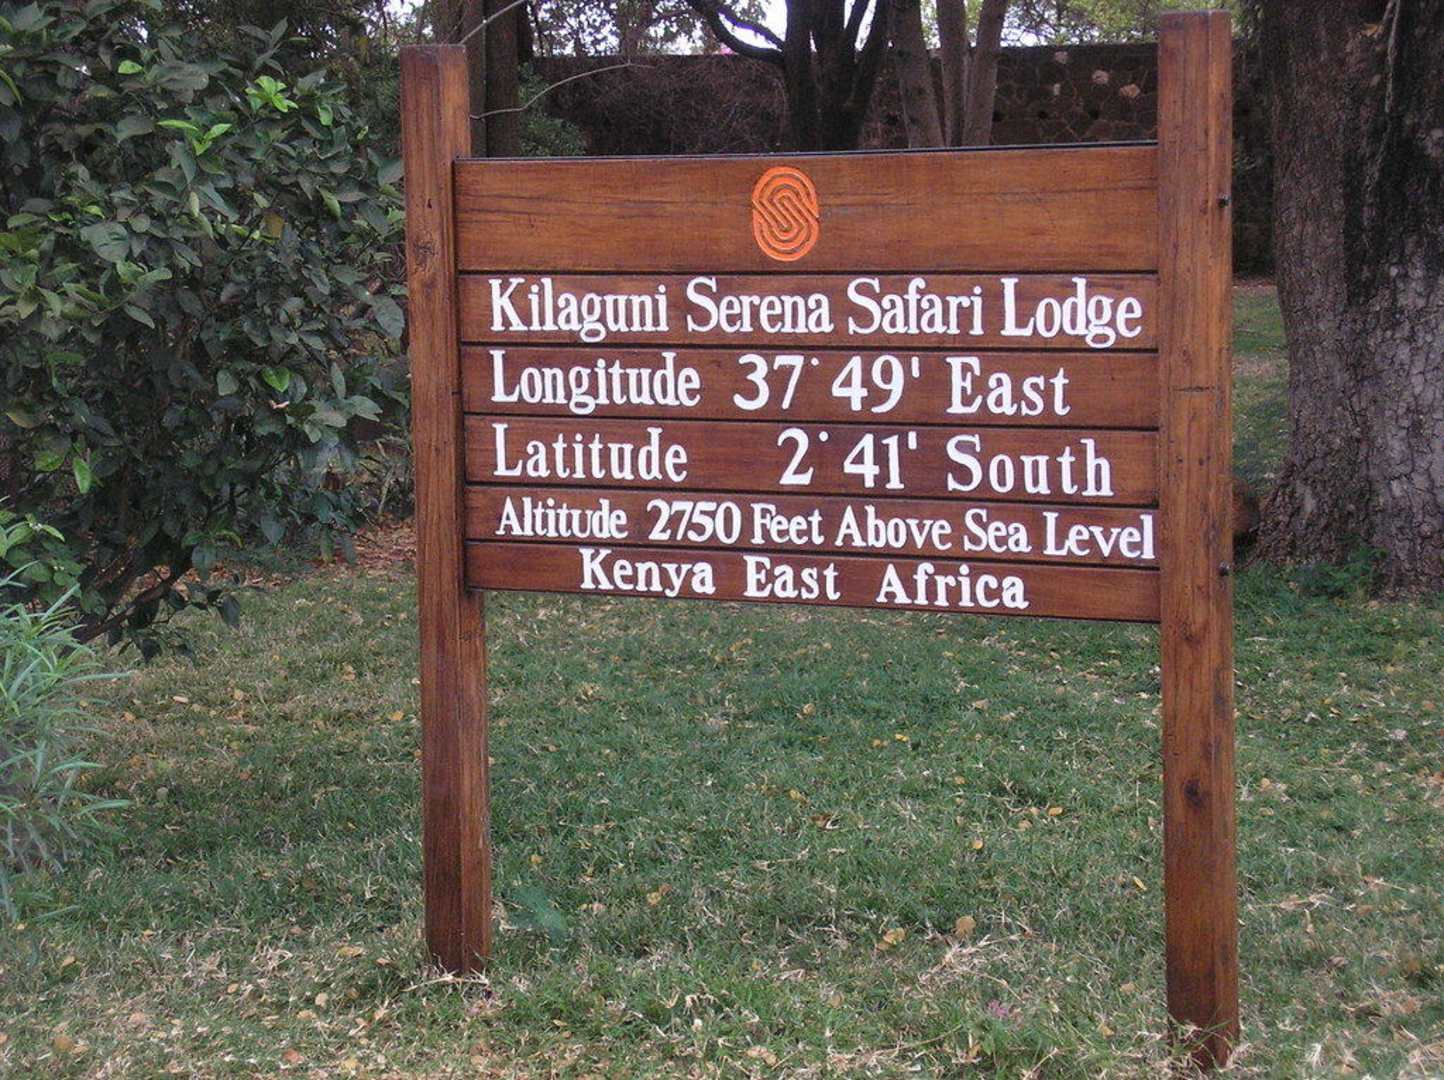 Kilaguni Serena Safari Lodge
Longitude 37° 49' East
Latitude 2° 41' South
Altitude 2750 Feet Above Sea Level
Kenya East Africa